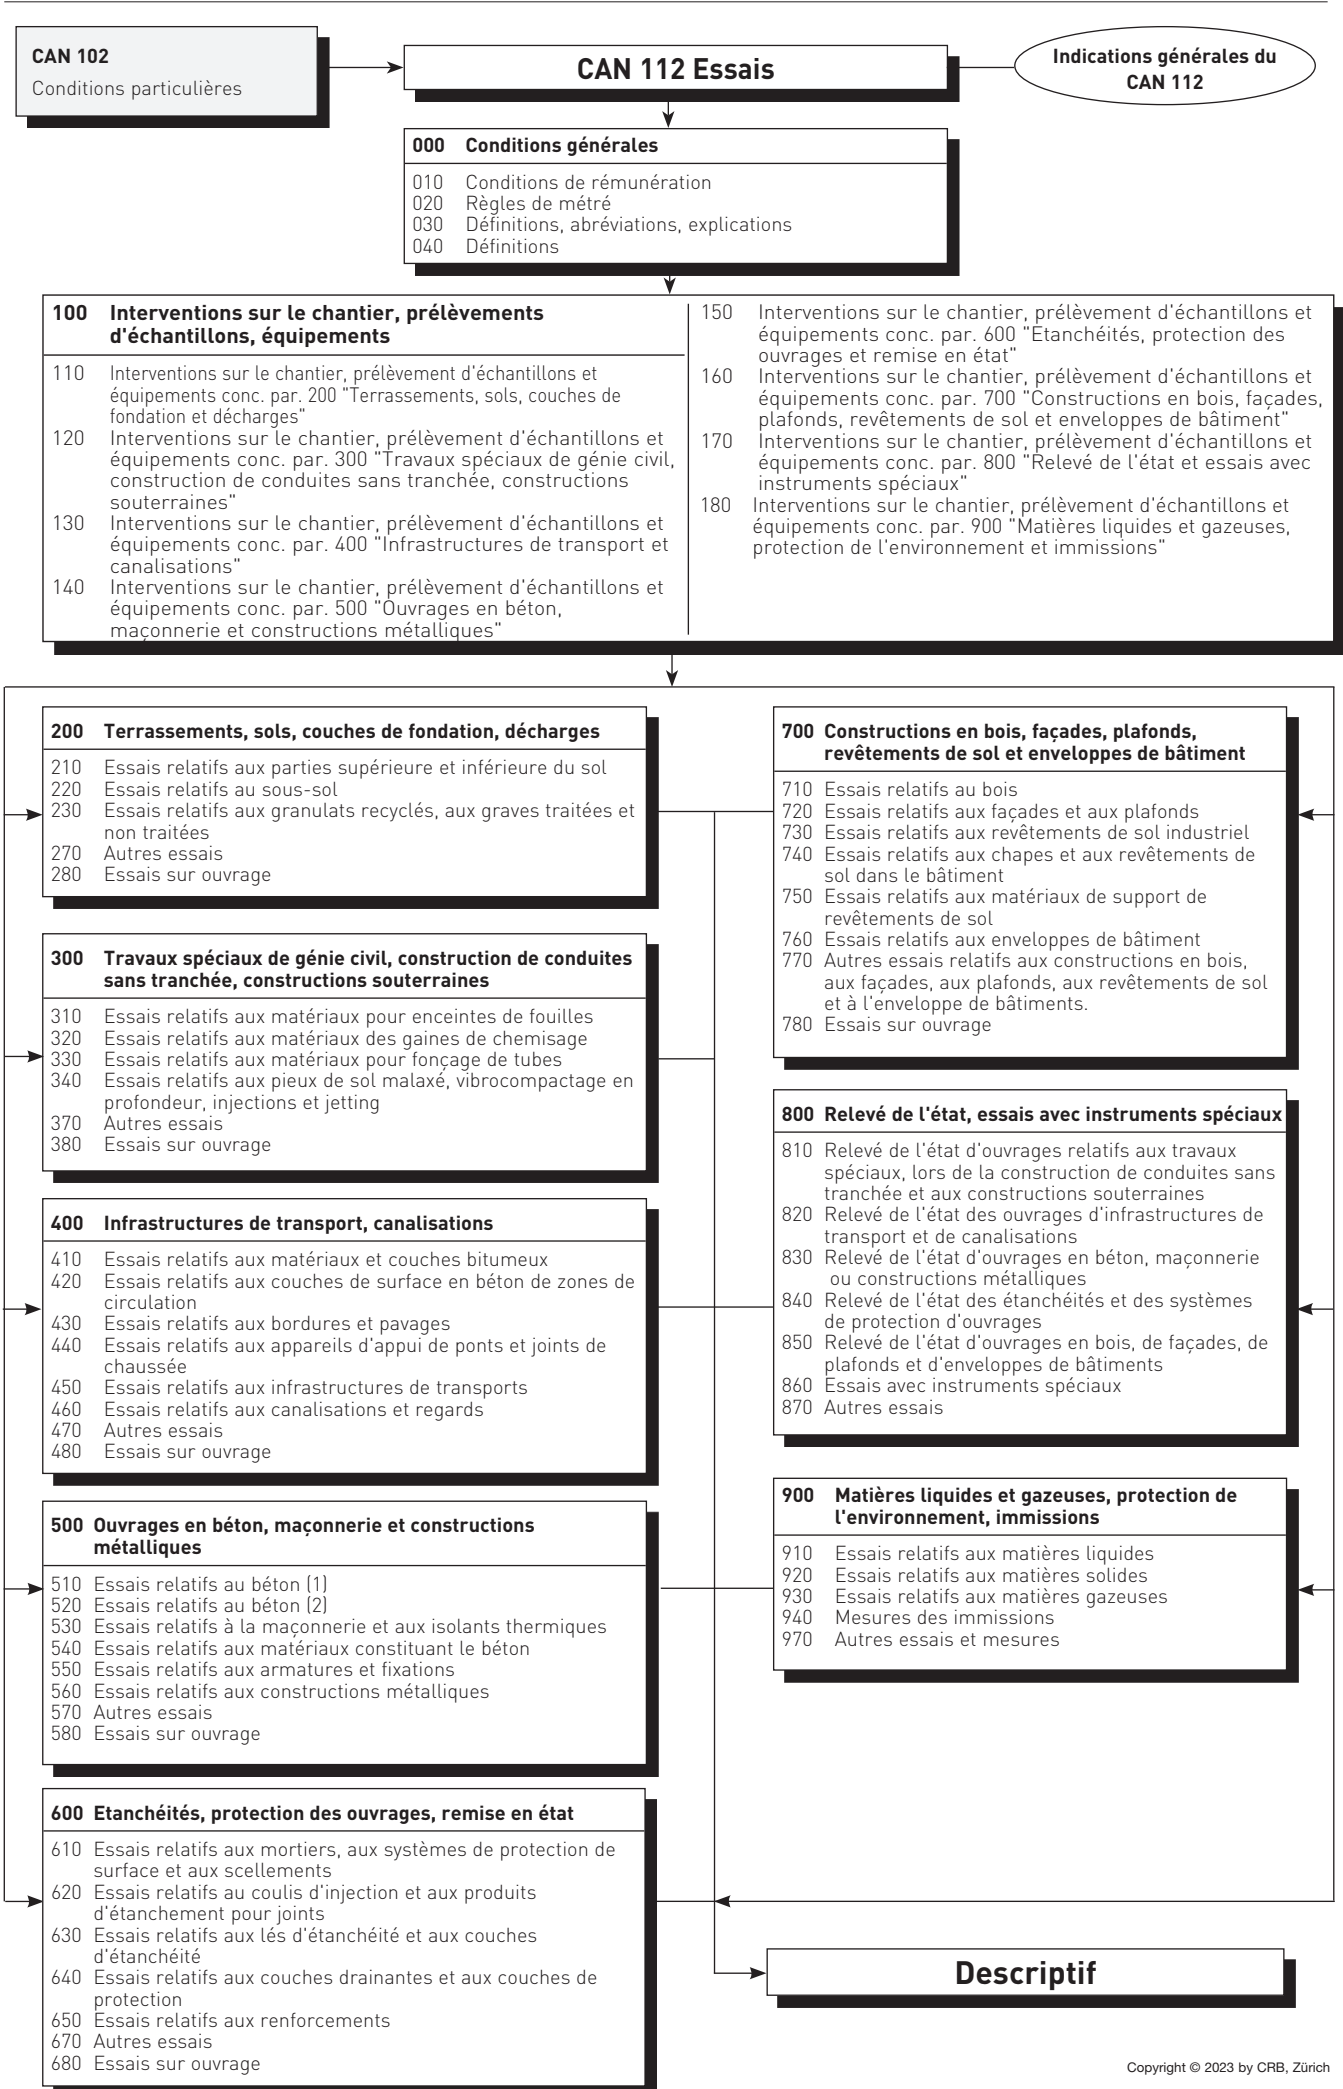 CAN 102
Conditions particulières
CAN 112 Essais
Indications générales du
CAN 112
000 Conditions générales
010 Conditions de rémunération
020 Règles de métré
030 Définitions, abréviations, explications
040 Définitions
100 Interventions sur le chantier, prélèvements
d'échantillons, équipements
110 Interventions sur le chantier, prélèvement d'échantillons et
équipements conc. par. 200 "Terrassements, sols, couches de
fondation et décharges"
120 Interventions sur le chantier, prélèvement d'échantillons et
équipements conc. par. 300 "Travaux spéciaux de génie civil,
construction de conduites sans tranchée, constructions
souterraines"
130 Interventions sur le chantier, prélèvement d'échantillons et
équipements conc. par. 400 "Infrastructures de transport et
canalisations"
140 Interventions sur le chantier, prélèvement d'échantillons et
équipements conc. par. 500 "Ouvrages en béton,
maçonnerie et constructions métalliques"
150 Interventions sur le chantier, prélèvement d'échantillons et
équipements conc. par. 600 "Etanchéités, protection des
ouvrages et remise en état"
160 Interventions sur le chantier, prélèvement d'échantillons et
équipements conc. par. 700 "Constructions en bois, façades,
plafonds, revêtements de sol et enveloppes de bâtiment"
170 Interventions sur le chantier, prélèvement d'échantillons et
équipements conc. par. 800 "Relevé de l'état et essais avec
instruments spéciaux"
180 Interventions sur le chantier, prélèvement d'échantillons et
équipements conc. par. 900 "Matières liquides et gazeuses,
protection de l'environnement et immissions"
200 Terrassements, sols, couches de fondation, décharges
210 Essais relatifs aux parties supérieure et inférieure du sol
220 Essais relatifs au sous-sol
230 Essais relatifs aux granulats recyclés, aux graves traitées et
non traitées
270 Autres essais
280 Essais sur ouvrage
300 Travaux spéciaux de génie civil, construction de conduites
sans tranchée, constructions souterraines
310 Essais relatifs aux matériaux pour enceintes de fouilles
320 Essais relatifs aux matériaux des gaines de chemisage
330 Essais relatifs aux matériaux pour fonçage de tubes
340 Essais relatifs aux pieux de sol malaxé, vibrocompactage en
profondeur, injections et jetting
370 Autres essais
380 Essais sur ouvrage
400 Infrastructures de transport, canalisations
410 Essais relatifs aux matériaux et couches bitumeux
420 Essais relatifs aux couches de surface en béton de zones de
circulation
430 Essais relatifs aux bordures et pavages
440 Essais relatifs aux appareils d'appui de ponts et joints de
chaussée
450 Essais relatifs aux infrastructures de transports
460 Essais relatifs aux canalisations et regards
470 Autres essais
480 Essais sur ouvrage
500 Ouvrages en béton, maçonnerie et constructions
métalliques
510 Essais relatifs au béton (1)
520 Essais relatifs au béton (2)
530 Essais relatifs à la maçonnerie et aux isolants thermiques
540 Essais relatifs aux matériaux constituant le béton
550 Essais relatifs aux armatures et fixations
560 Essais relatifs aux constructions métalliques
570 Autres essais
580 Essais sur ouvrage
600 Etanchéités, protection des ouvrages, remise en état
610 Essais relatifs aux mortiers, aux systèmes de protection de
surface et aux scellements
620 Essais relatifs au coulis d'injection et aux produits
d'étanchement pour joints
630 Essais relatifs aux lés d'étanchéité et aux couches
d'étanchéité
640 Essais relatifs aux couches drainantes et aux couches de
protection
650 Essais relatifs aux renforcements
670 Autres essais
680 Essais sur ouvrage
700 Constructions en bois, façades, plafonds,
revêtements de sol et enveloppes de bâtiment
710 Essais relatifs au bois
720 Essais relatifs aux façades et aux plafonds
730 Essais relatifs aux revêtements de sol industriel
740 Essais relatifs aux chapes et aux revêtements de
sol dans le bâtiment
750 Essais relatifs aux matériaux de support de
revêtements de sol
760 Essais relatifs aux enveloppes de bâtiment
770 Autres essais relatifs aux constructions en bois,
aux façades, aux plafonds, aux revêtements de sol
et à l'enveloppe de bâtiments.
780 Essais sur ouvrage
800 Relevé de l'état, essais avec instruments spéciaux
810 Relevé de l'état d'ouvrages relatifs aux travaux
spéciaux, lors de la construction de conduites sans
tranchée et aux constructions souterraines
820 Relevé de l'état des ouvrages d'infrastructures de
transport et de canalisations
830 Relevé de l'état d'ouvrages en béton, maçonnerie
ou constructions métalliques
840 Relevé de l'état des étanchéités et des systèmes
de protection d'ouvrages
850 Relevé de l'état d'ouvrages en bois, de façades, de
plafonds et d'enveloppes de bâtiments
860 Essais avec instruments spéciaux
870 Autres essais
900 Matières liquides et gazeuses, protection de
l'environnement, immissions
910 Essais relatifs aux matières liquides
920 Essais relatifs aux matières solides
930 Essais relatifs aux matières gazeuses
940 Mesures des immissions
970 Autres essais et mesures
Descriptif
Copyright © 2023 by CRB, Zürich